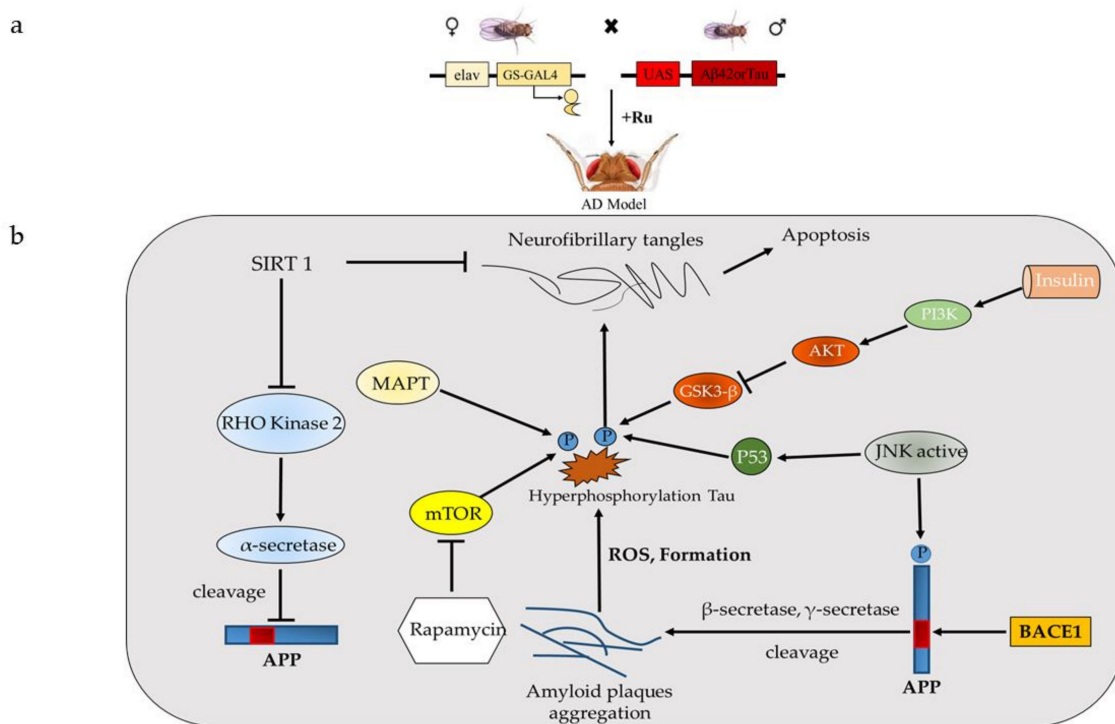 a
♀ ✖ ♂
elav GS-GAL4 UAS Aβ42orTau
+Ru
AD Model
b
Neurofibrillary tangles
Apoptosis
SIRT 1
Insulin
PI3K
AKT
MAPT
GSK3-β
RHO Kinase 2
P P
P53
JNK active
Hyperphosphorylation Tau
mTOR
α-secretase
P
ROS, Formation
cleavage
β-secretase, γ-secretase
Rapamycin
BACE1
cleavage
APP
APP
Amyloid plaques
aggregation